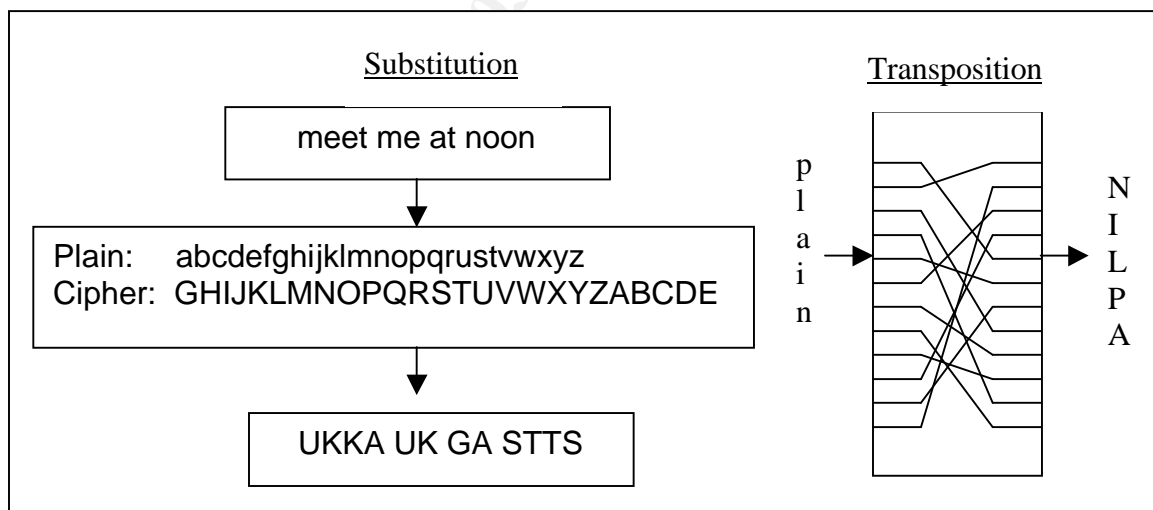 Substitution
meet me at noon
Plain: abcdefghijklmnopqrustvwxyz
Cipher: GHIJKLMNOPQRSTUVWXYZABCDE
UKKA UK GA STTS
Transposition
p
l
a
i
n
N
I
L
P
A